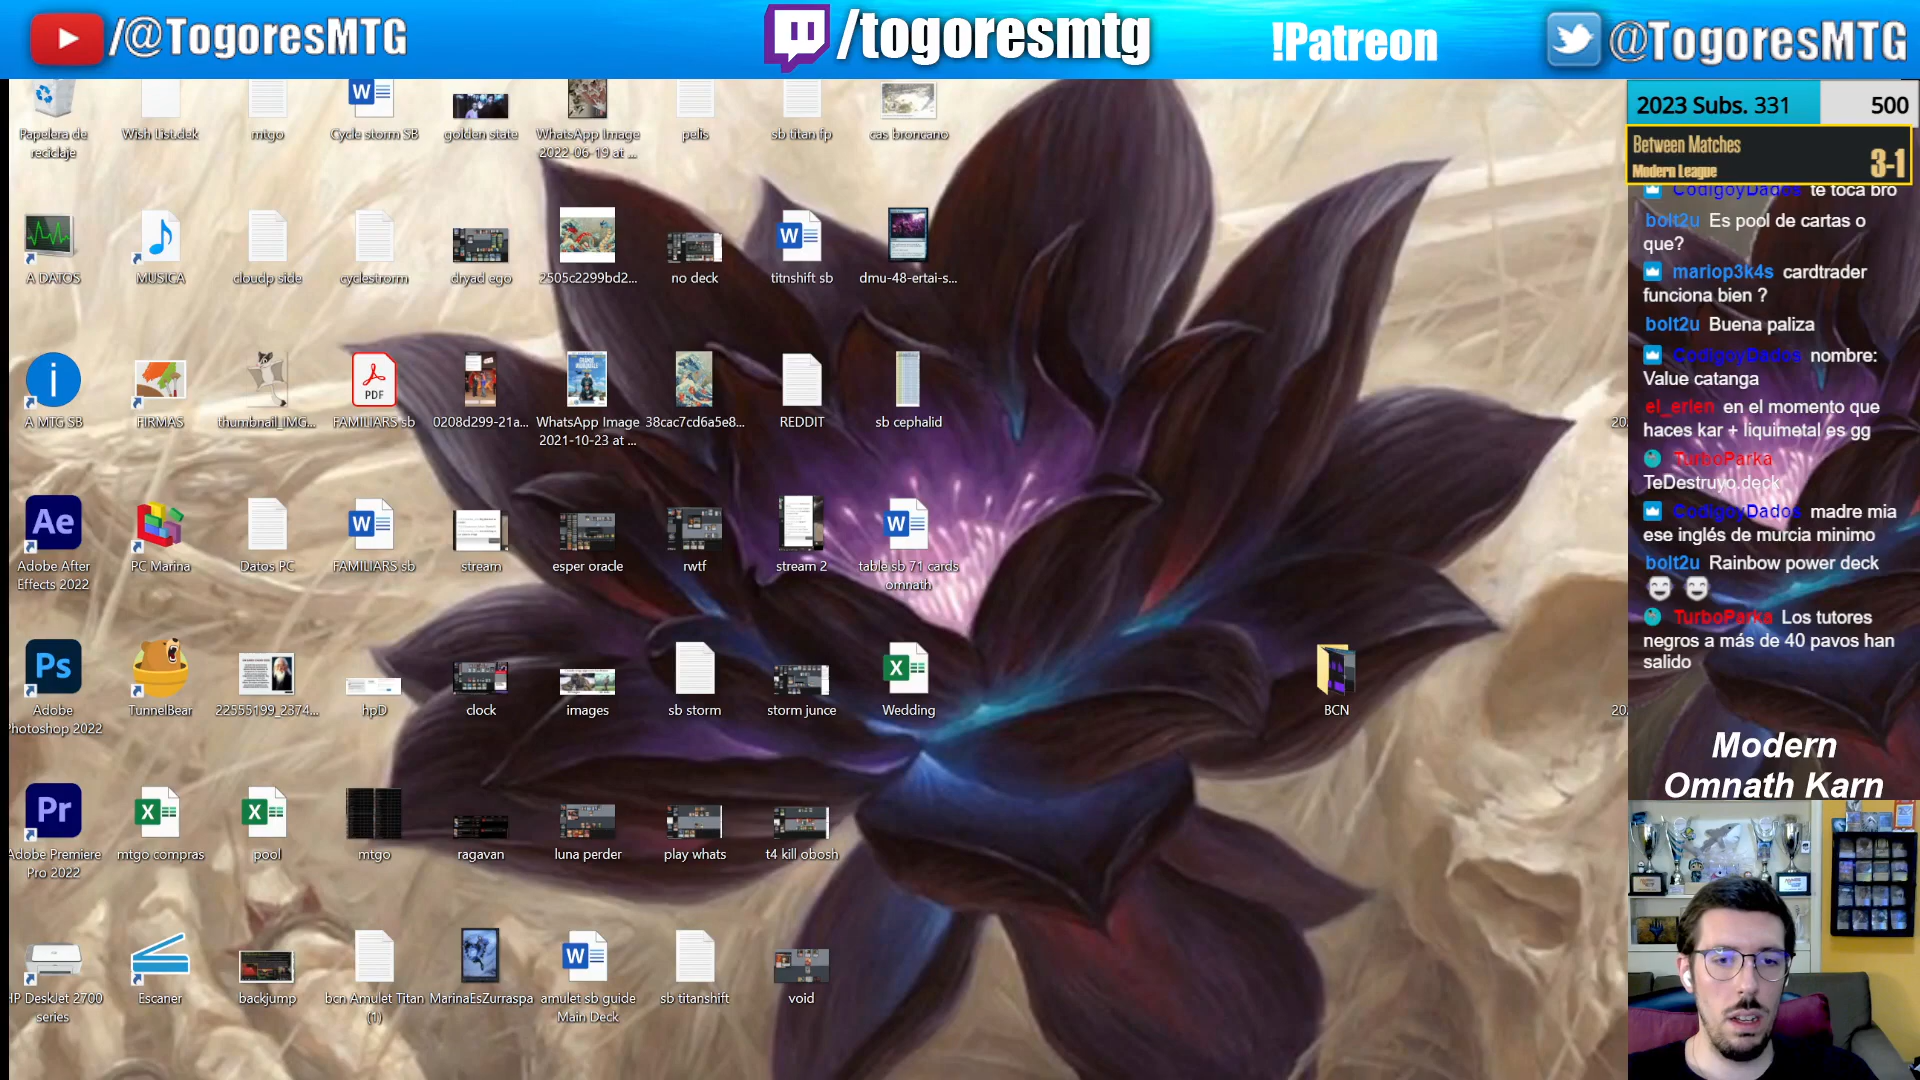 /@TogoresMTG
/togoresmtg
!Patreon
@TogoresMTG
2023 Subs. 331
500
Between Matches
Modern League
3-1
CodigoyDados te toca bro
bolt2u Es pool de cartas o
que?
mariop3k4s cardtrader
funciona bien ?
bolt2u Buena paliza
CodigoyDados nombre:
Value catanga
el_erlen en el momento que
haces kar + liquimetal es gg
TurboParka
TeDestruyo.deck
CodigoyDados madre mia
ese inglés de murcia minimo
bolt2u Rainbow power deck
TurboParka Los tutores
negros a más de 40 pavos han
salido
Modern
Omnath Karn
Papelera de
reciclaje
Wish List.dek
mtgo
Cycle storm SB
golden state
WhatsApp Image
2022-06-19 at ...
pelis
sb titan fp
cas broncano
A DATOS
MUSICA
cloudp side
cyclestrorm
dryad ego
2505c2299bd2...
no deck
titnshift sb
dmu-48-ertai-s...
A MTG SB
FIRMAS
thumbnail_IMG...
PDF
FAMILIARS sb
0208d299-21a...
WhatsApp Image
2021-10-23 at ...
38cac7cd6a5e8...
REDDIT
sb cephalid
20
Ae
Adobe After
Effects 2022
PC Marina
Datos PC
FAMILIARS sb
stream
esper oracle
rwtf
stream 2
table sb 71 cards
omnath
Ps
Adobe
Photoshop 2022
TunnelBear
22555199_2374...
hpD
clock
images
sb storm
storm junce
Wedding
BCN
20
Pr
Adobe Premiere
Pro 2022
mtgo compras
pool
mtgo
ragavan
luna perder
play whats
t4 kill obosh
HP DeskJet 2700
series
Escaner
backjump
bcn Amulet Titan
(1)
MarinaEsZurraspa
amulet sb guide
Main Deck
sb titanshift
void